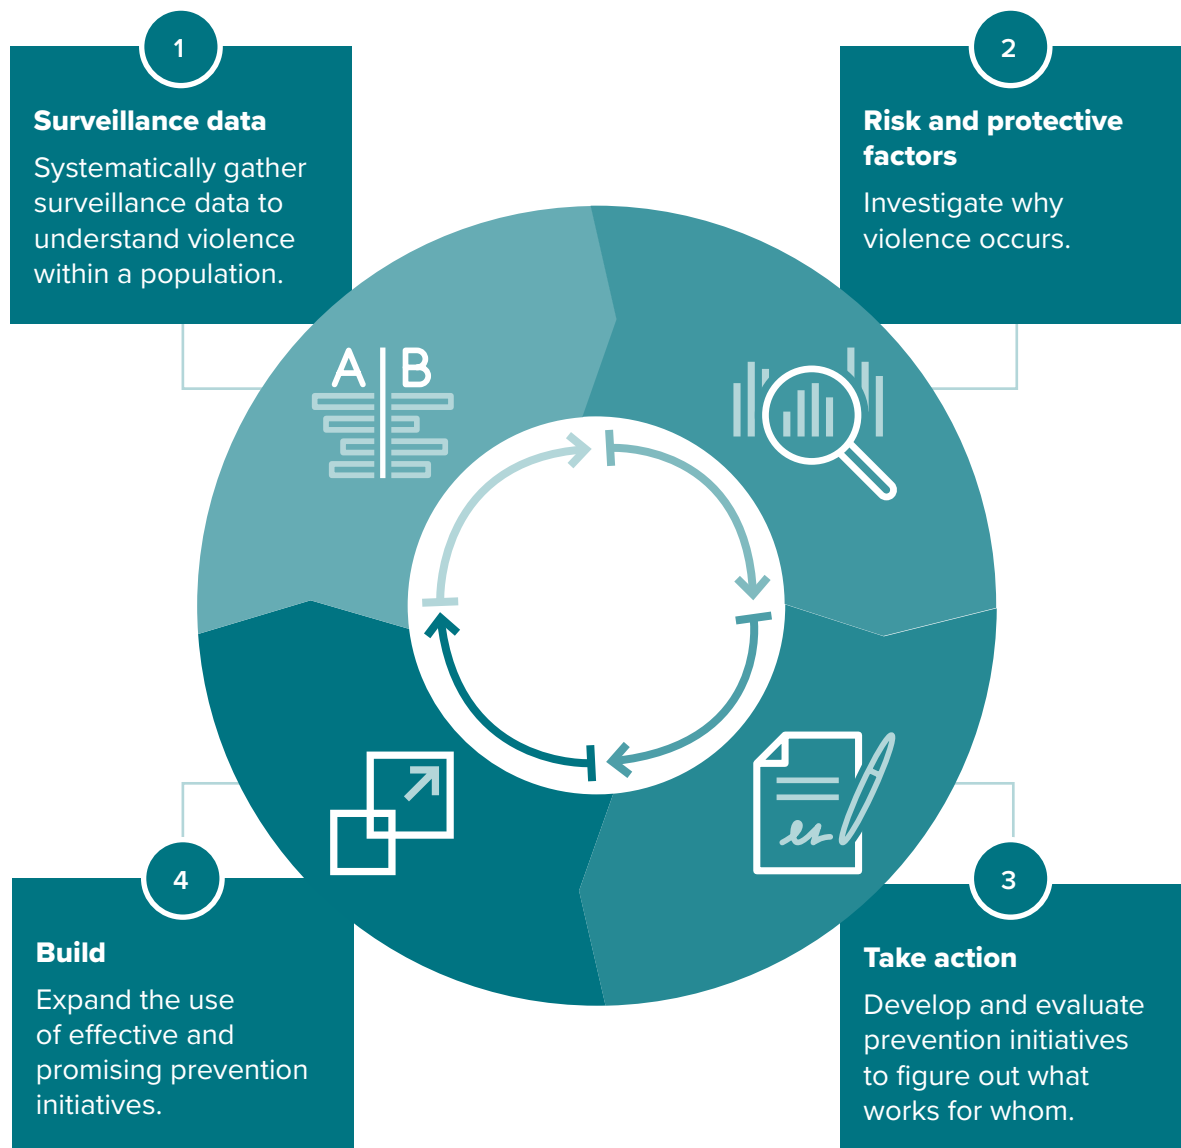 1
Surveillance data
Systematically gather
surveillance data to
understand violence
within a population.
2
Risk and protective
factors
Investigate why
violence occurs.
A B
3
Take action
Develop and evaluate
prevention initiatives
to figure out what
works for whom.
4
Build
Expand the use
of effective and
promising prevention
initiatives.